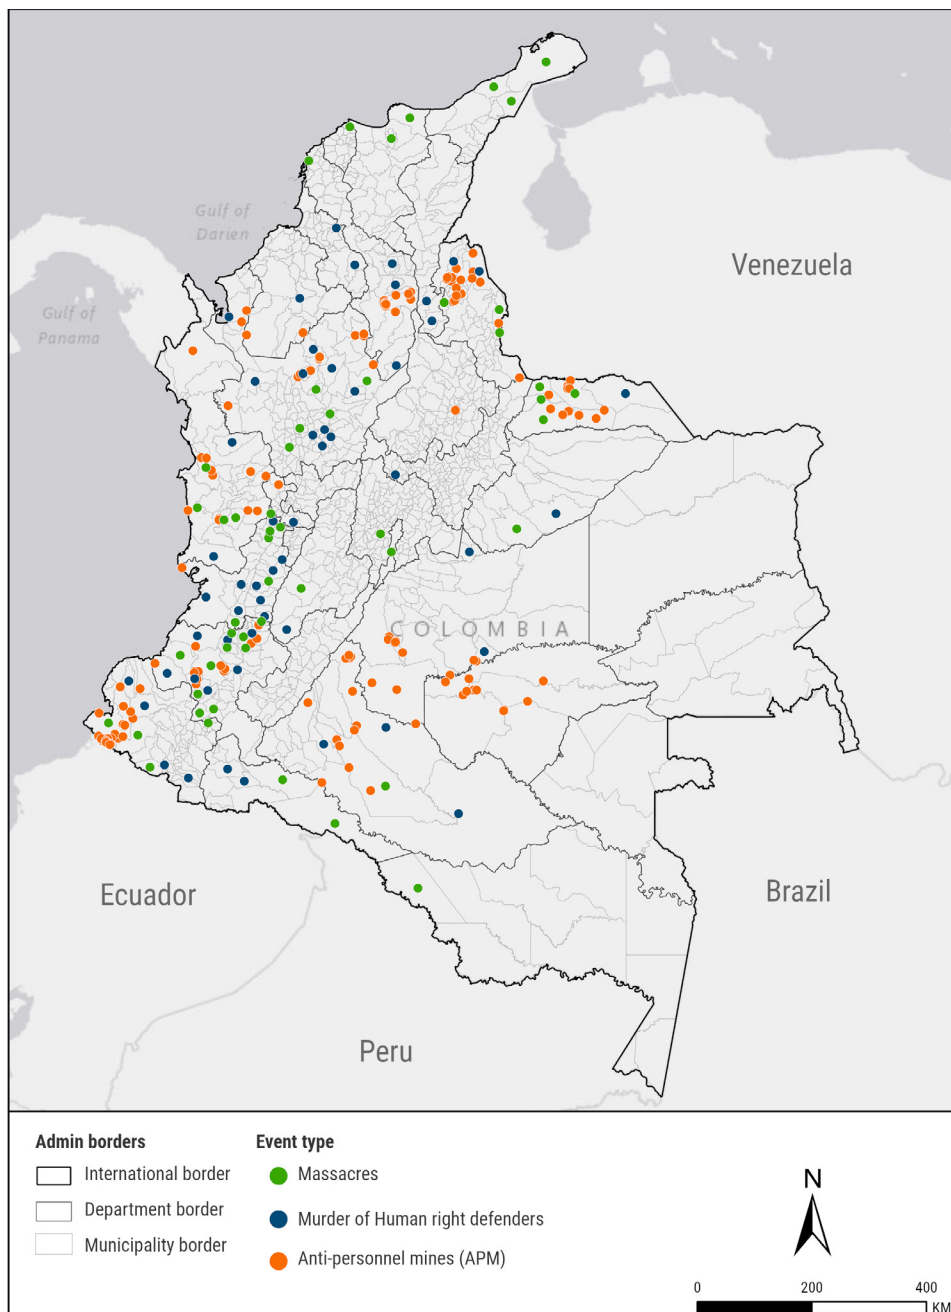 Gulf of
Darien
Venezuela
Gulf of
Panama
COLOMBIA
Ecuador
Brazil
Peru
Admin borders
International border
Department border
Municipality border
Event type
Massacres
Murder of Human right defenders
Anti-personnel mines (APM)
N
0 200 400
KM